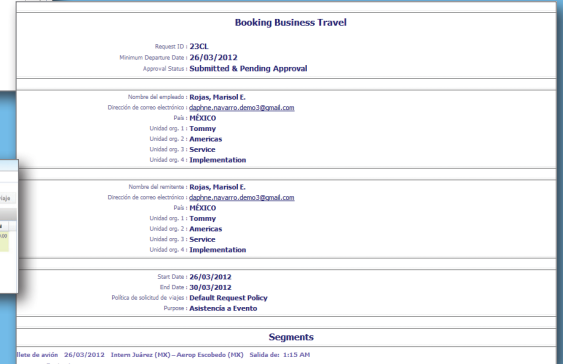 Booking Business Travel
Request ID : 23CL
Minimum Departure Date : 26/03/2012
Approval Status : Submitted & Pending Approval
Nombre del empleado : Rojas, Marisol E.
Dirección de correo electrónico : daphne.navarro.demo3@gmail.com
País : MÉXICO
Unidad org. 1 : Tommy
Unidad org. 2 : Americas
Unidad org. 3 : Service
Unidad org. 4 : Implementation
Nombre del remitente : Rojas, Marisol E.
Dirección de correo electrónico : daphne.navarro.demo3@gmail.com
País : MÉXICO
Unidad org. 1 : Tommy
Unidad org. 2 : Americas
Unidad org. 3 : Service
Unidad org. 4 : Implementation
viaje
Start Date : 26/03/2012
End Date : 30/03/2012
Política de solicitud de viajes : Default Request Policy
Purpose : Asistencia a Evento
Segments
llete de avión 26/03/2012 Intern Juárez (MX) - Aerop Escobedo (MX) Salida de: 1:15 AM